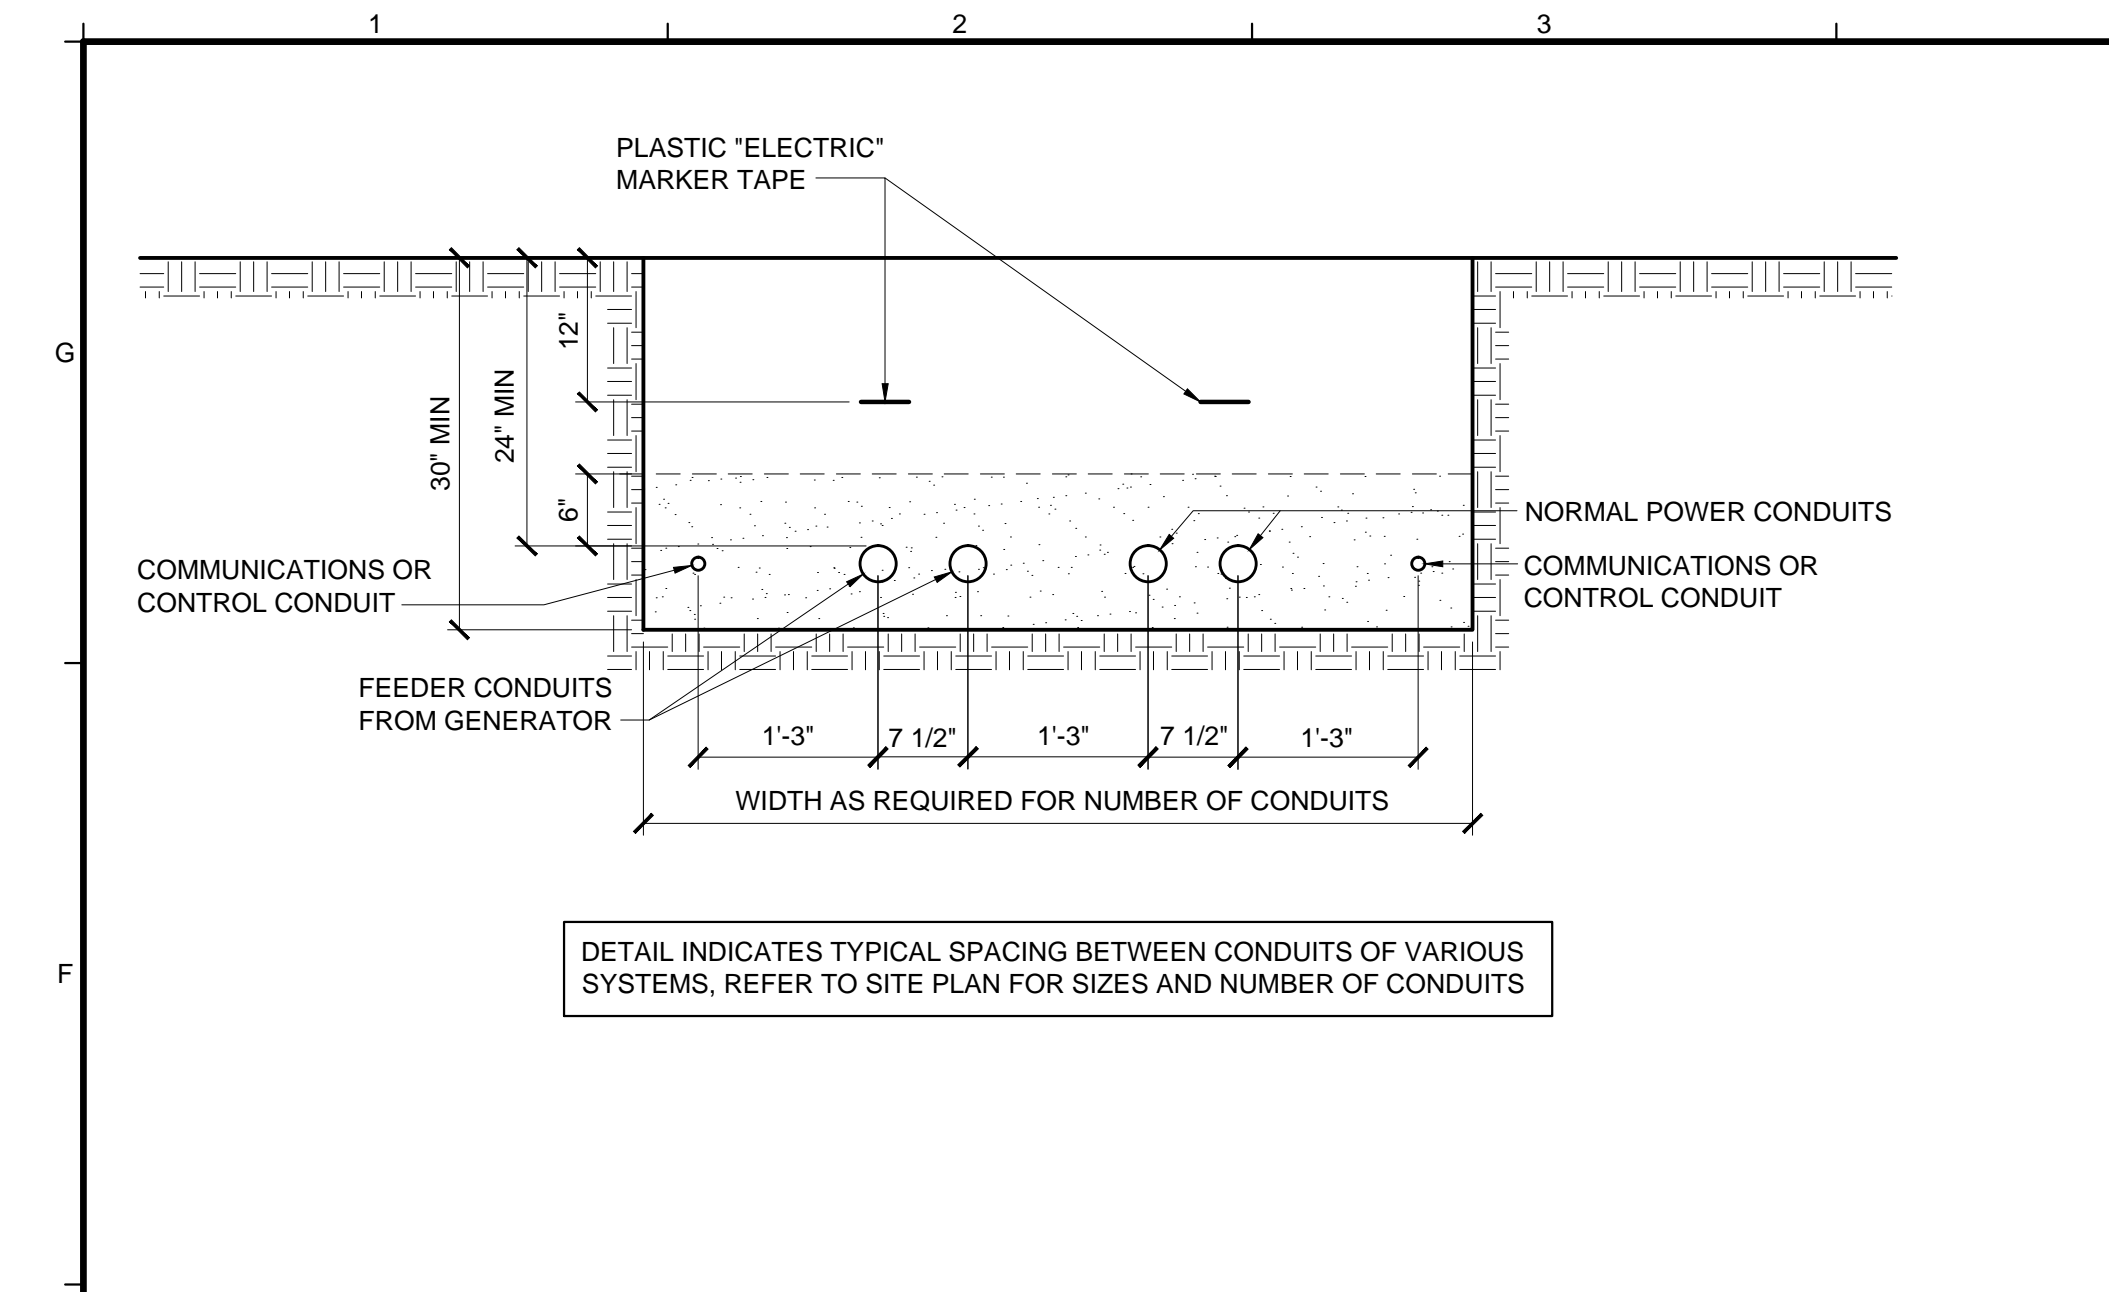 1
2
3
PLASTIC "ELECTRIC"
MARKER TAPE
G
12"
24" MIN
30" MIN
6"
NORMAL POWER CONDUITS
COMMUNICATIONS OR
CONTROL CONDUIT
COMMUNICATIONS OR
CONTROL CONDUIT
FEEDER CONDUITS
FROM GENERATOR
1'-3"
7 1/2"
1'-3"
7 1/2"
1'-3"
WIDTH AS REQUIRED FOR NUMBER OF CONDUITS
F
DETAIL INDICATES TYPICAL SPACING BETWEEN CONDUITS OF VARIOUS
SYSTEMS, REFER TO SITE PLAN FOR SIZES AND NUMBER OF CONDUITS